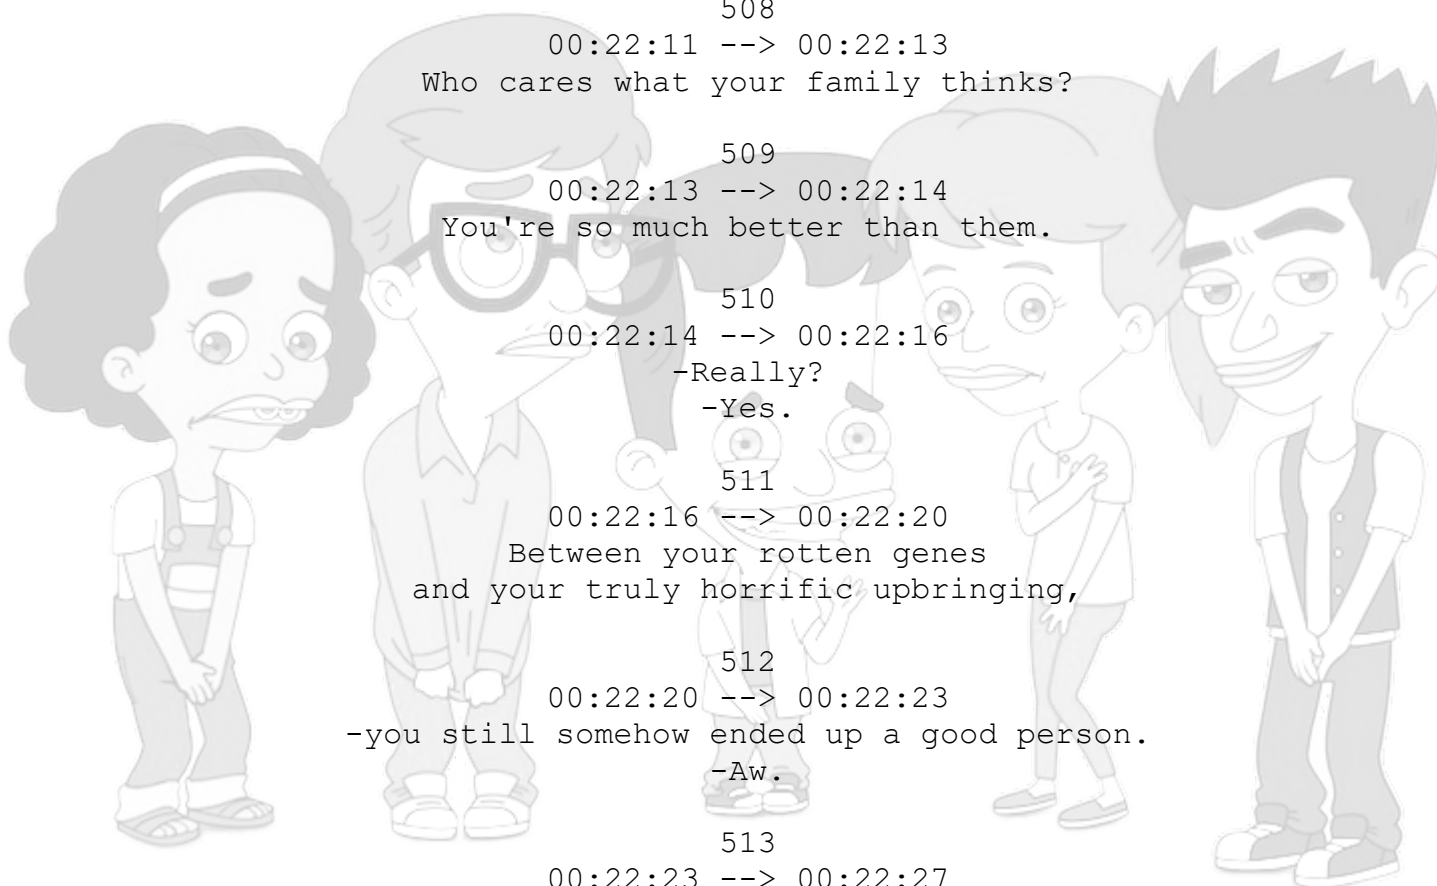 508
00:22:11 --> 00:22:13
Who cares what your family thinks?
509
00:22:13 --> 00:22:14
You're so much better than them.
510
00:22:14 --> 00:22:16
-Really?
-Yes.
511
00:22:16 --> 00:22:20
Between your rotten genes
and your truly horrific upbringing,
512
00:22:20 --> 00:22:23
-you still somehow ended up a good person.
-Aw.
513
00:22:23 --> 00:22:27